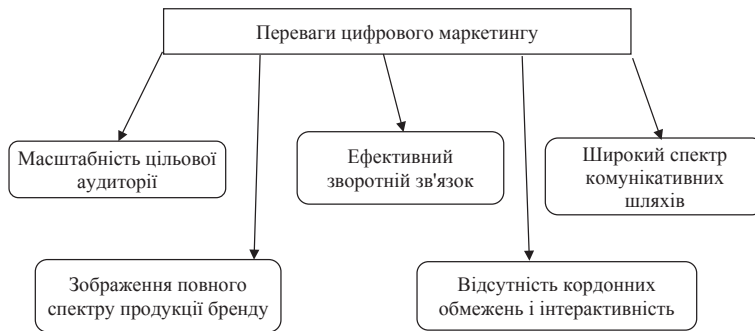 Переваги цифрового маркетингу
Масштабність цільової
аудиторії
Ефективний
зворотній зв'язок
Широкий спектр
комунікативних
шляхів
Зображення повного
спектру продукції бренду
Відсутність кордонних
обмежень і інтерактивність